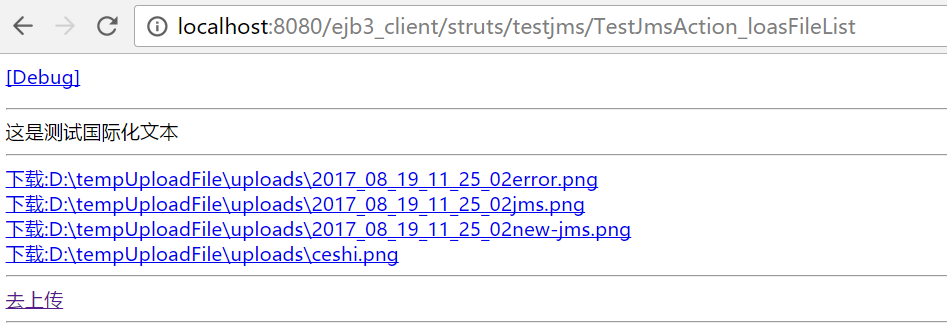 localhost:8080/ejb3_client/struts/testjms/TestJmsAction_loasFileList
[Debug]
这是测试国际化文本
下载:D:\tempUploadFile\uploads\2017_08_19_11_25_02error.png
下载:D:\tempUploadFile\uploads\2017_08_19_11_25_02jms.png
下载:D:\tempUploadFile\uploads\2017_08_19_11_25_02new-jms.png
下载:D:\tempUploadFile\uploads\ceshi.png
去上传